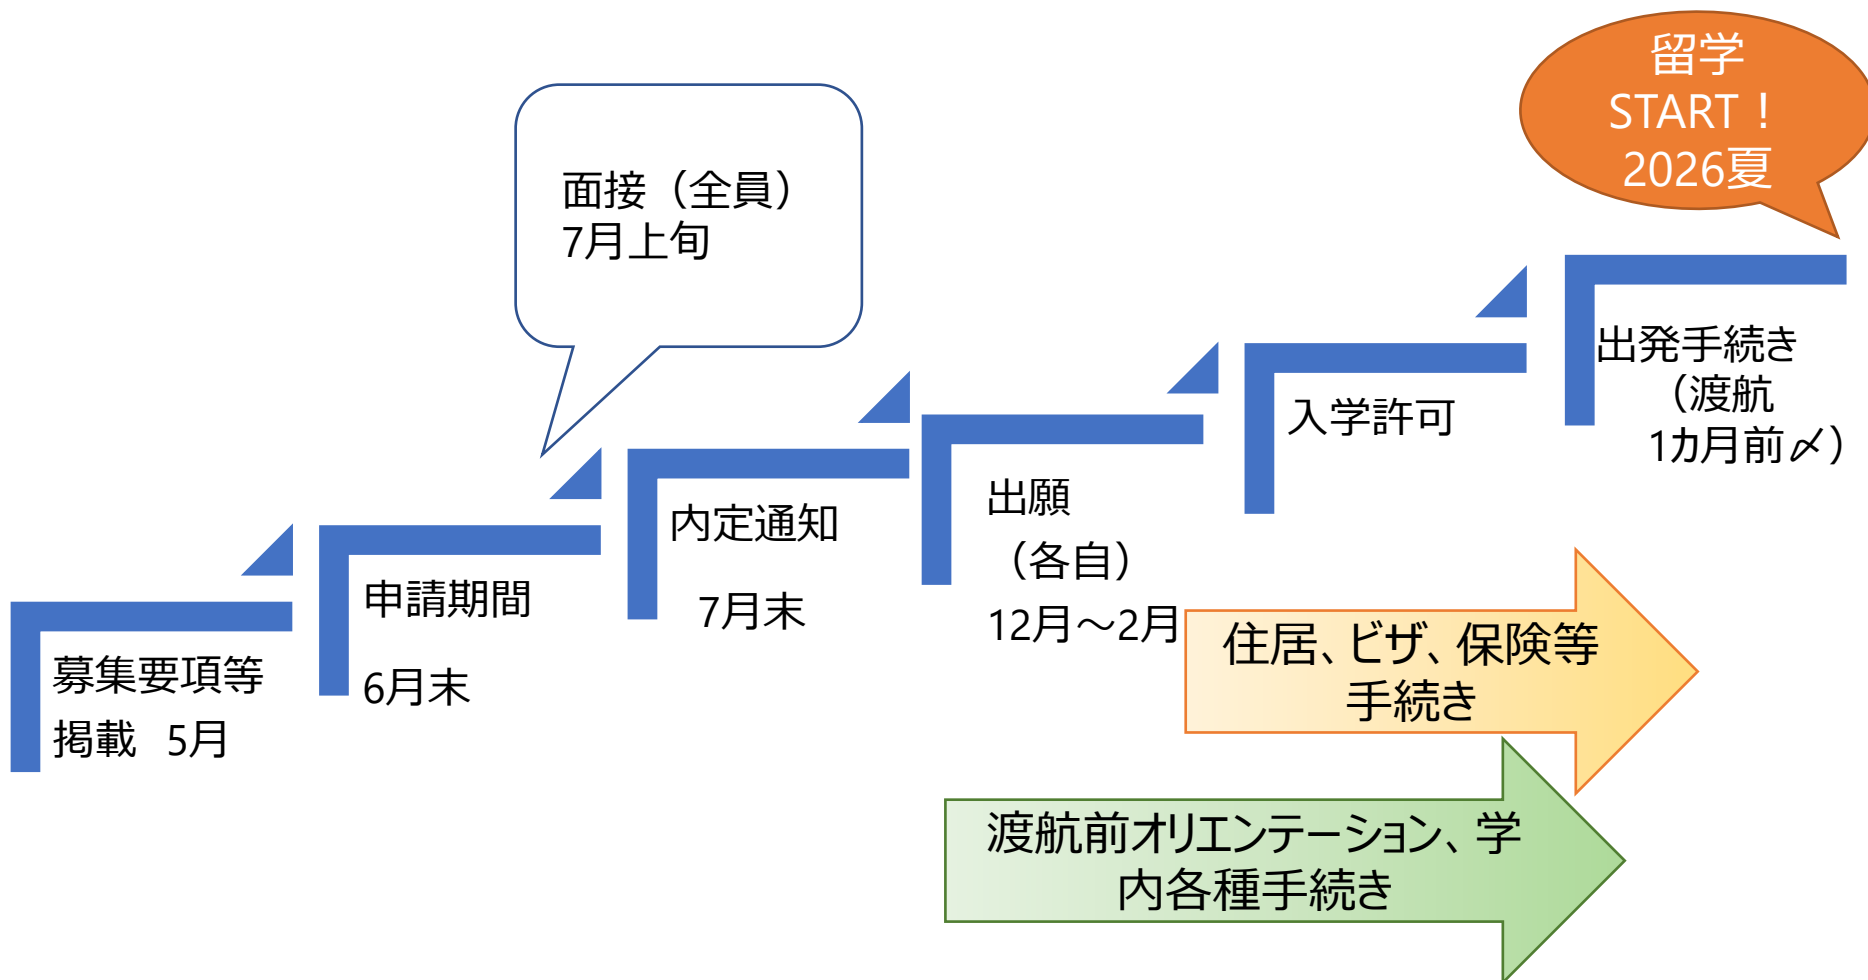 募集要項等
掲載 5月
申請期間
6月末
面接（全員）
7月上旬
内定通知
7月末
出願
（各自）
12月～2月
入学許可
出発手続き
（渡航
1カ月前〆）
留学
START！
2026夏
住居、ビザ、保険等
手続き
渡航前オリエンテーション、学
内各種手続き